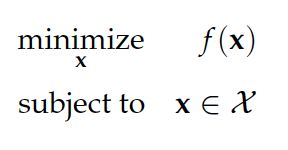 minimize f(𝐱)
𝐱
subject to 𝐱 ∈ 𝒳